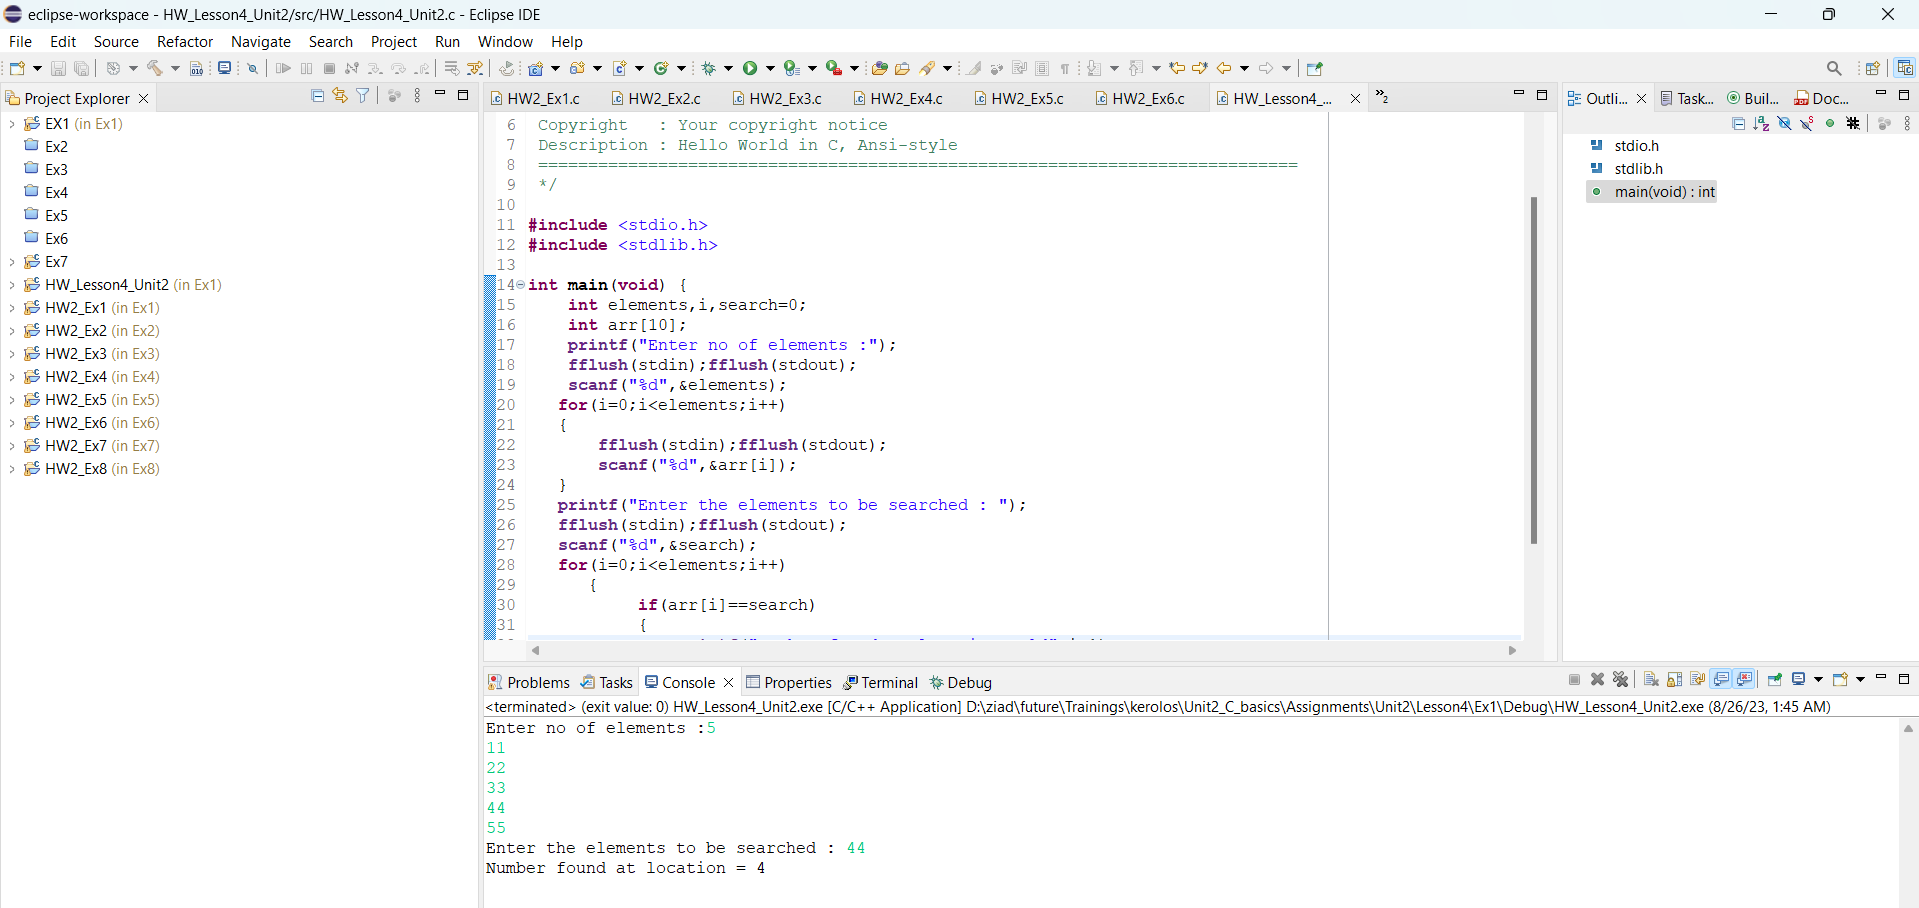 eclipse-workspace - HW_Lesson4_Unit2/src/HW_Lesson4_Unit2.c - Eclipse IDE
File Edit Source Refactor Navigate Search Project Run Window Help
Project Explorer
EX1 (in Ex1)
Ex2
Ex3
Ex4
Ex5
Ex6
Ex7
HW_Lesson4_Unit2 (in Ex1)
HW2_Ex1 (in Ex1)
HW2_Ex2 (in Ex2)
HW2_Ex3 (in Ex3)
HW2_Ex4 (in Ex4)
HW2_Ex5 (in Ex5)
HW2_Ex6 (in Ex6)
HW2_Ex7 (in Ex7)
HW2_Ex8 (in Ex8)
HW2_Ex1.c HW2_Ex2.c HW2_Ex3.c HW2_Ex4.c HW2_Ex5.c HW2_Ex6.c HW_Lesson4_... »2
6 Copyright   : Your copyright notice
7 Description : Hello World in C, Ansi-style
8 ============================================================================
9 */
10
11 #include <stdio.h>
12 #include <stdlib.h>
13
14 int main(void) {
15 int elements,i,search=0;
16 int arr[10];
17 printf("Enter no of elements :");
18 fflush(stdin);fflush(stdout);
19 scanf("%d",&elements);
20 for(i=0;i<elements;i++)
21 {
22 fflush(stdin);fflush(stdout);
23 scanf("%d",&arr[i]);
24 }
25 printf("Enter the elements to be searched : ");
26 fflush(stdin);fflush(stdout);
27 scanf("%d",&search);
28 for(i=0;i<elements;i++)
29 {
30 if(arr[i]==search)
31 {
Outli... Task... Buil... Doc...
stdio.h
stdlib.h
main(void) : int
Problems Tasks Console Properties Terminal Debug
<terminated> (exit value: 0) HW_Lesson4_Unit2.exe [C/C++ Application] D:\ziad\future\Trainings\kerolos\Unit2_C_basics\Assignments\Unit2\Lesson4\Ex1\Debug\HW_Lesson4_Unit2.exe (8/26/23, 1:45 AM)
Enter no of elements :5
11
22
33
44
55
Enter the elements to be searched : 44
Number found at location = 4